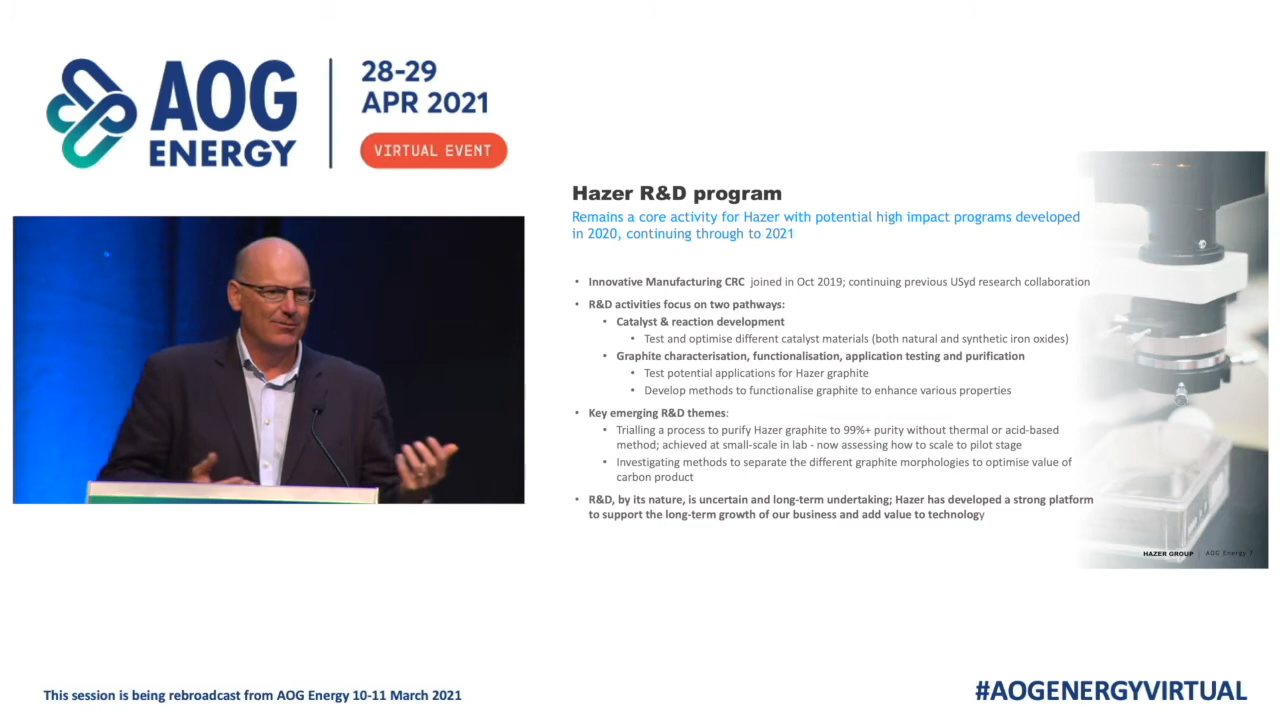 AOG
ENERGY
28-29
APR 2021
VIRTUAL EVENT
Hazer R&D program
Remains a core activity for Hazer with potential high impact programs developed
in 2020, continuing through to 2021
• Innovative Manufacturing CRC joined in Oct 2019; continuing previous USyd research collaboration
• R&D activities focus on two pathways:
• Catalyst & reaction development
• Test and optimise different catalyst materials (both natural and synthetic iron oxides)
• Graphite characterisation, functionalisation, application testing and purification
• Test potential applications for Hazer graphite
• Develop methods to functionalise graphite to enhance various properties
• Key emerging R&D themes:
• Trialling a process to purify Hazer graphite to 99%+ purity without thermal or acid-based
method; achieved at small-scale in lab - now assessing how to scale to pilot stage
• Investigating methods to separate the different graphite morphologies to optimise value of
carbon product
• R&D, by its nature, is uncertain and long-term undertaking; Hazer has developed a strong platform
to support the long-term growth of our business and add value to technology
HAZER GROUP | AOG Energy 7
This session is being rebroadcast from AOG Energy 10-11 March 2021
#AOGENERGYVIRTUAL